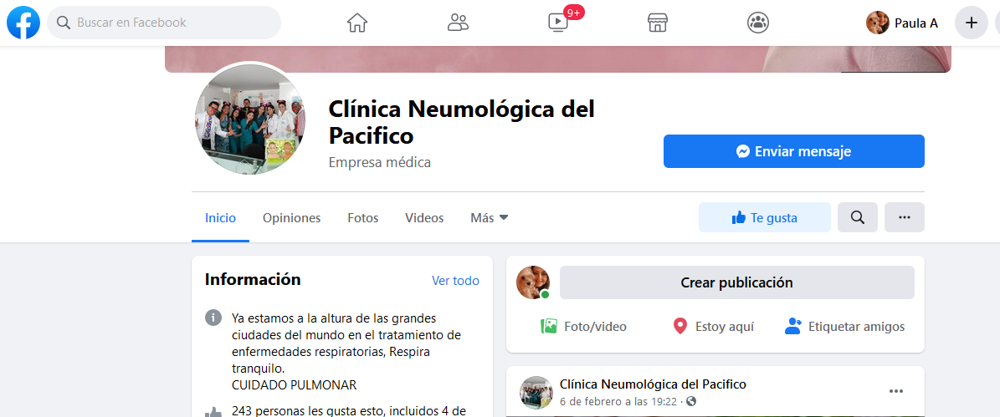 Buscar en Facebook
9+
Paula A
Clínica Neumológica del
Pacifico
Empresa médica
Enviar mensaje
Inicio
Opiniones
Fotos
Videos
Más
Te gusta
Información
Ver todo
Ya estamos a la altura de las grandes
ciudades del mundo en el tratamiento de
enfermedades respiratorias, Respira
tranquilo.
CUIDADO PULMONAR
243 personas les gusta esto, incluidos 4 de
Crear publicación
Foto/video
Estoy aquí
Etiquetar amigos
Clínica Neumológica del Pacifico
6 de febrero a las 19:22 ·